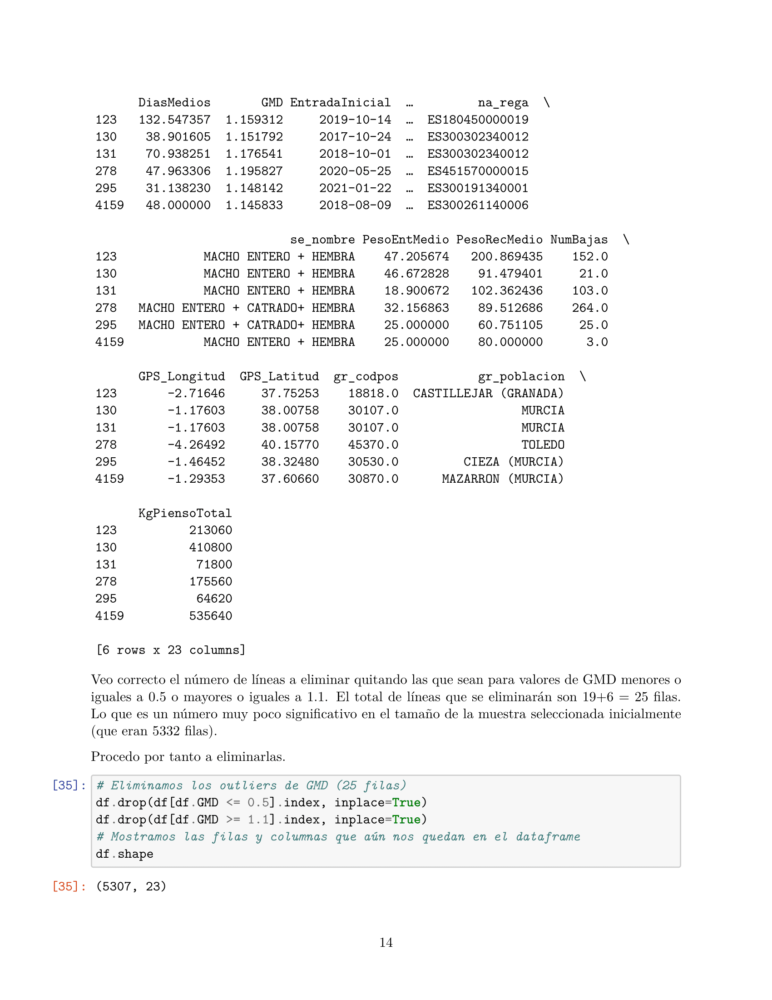 DiasMedios GMD EntradaInicial … na_rega \
123 132.547357 1.159312 2019-10-14 … ES180450000019
130 38.901605 1.151792 2017-10-24 … ES300302340012
131 70.938251 1.176541 2018-10-01 … ES300302340012
278 47.963306 1.195827 2020-05-25 … ES451570000015
295 31.138230 1.148142 2021-01-22 … ES300191340001
4159 48.000000 1.145833 2018-08-09 … ES300261140006
se_nombre PesoEntMedio PesoRecMedio NumBajas \
123 MACHO ENTERO + HEMBRA 47.205674 200.869435 152.0
130 MACHO ENTERO + HEMBRA 46.672828 91.479401 21.0
131 MACHO ENTERO + HEMBRA 18.900672 102.362436 103.0
278 MACHO ENTERO + CATRADO+ HEMBRA 32.156863 89.512686 264.0
295 MACHO ENTERO + CATRADO+ HEMBRA 25.000000 60.751105 25.0
4159 MACHO ENTERO + HEMBRA 25.000000 80.000000 3.0
GPS_Longitud GPS_Latitud gr_codpos gr_poblacion \
123 -2.71646 37.75253 18818.0 CASTILLEJAR (GRANADA)
130 -1.17603 38.00758 30107.0 MURCIA
131 -1.17603 38.00758 30107.0 MURCIA
278 -4.26492 40.15770 45370.0 TOLEDO
295 -1.46452 38.32480 30530.0 CIEZA (MURCIA)
4159 -1.29353 37.60660 30870.0 MAZARRON (MURCIA)
KgPiensoTotal
123 213060
130 410800
131 71800
278 175560
295 64620
4159 535640
[6 rows x 23 columns]
Veo correcto el número de líneas a eliminar quitando las que sean para valores de GMD menores o
iguales a 0.5 o mayores o iguales a 1.1. El total de líneas que se eliminarán son 19+6 = 25 filas.
Lo que es un número muy poco significativo en el tamaño de la muestra seleccionada inicialmente
(que eran 5332 filas).
Procedo por tanto a eliminarlas.
[35]: # Eliminamos los outliers de GMD (25 filas)
df.drop(df[df.GMD <= 0.5].index, inplace=True)
df.drop(df[df.GMD >= 1.1].index, inplace=True)
# Mostramos las filas y columnas que aún nos quedan en el dataframe
df.shape
[35]: (5307, 23)
14